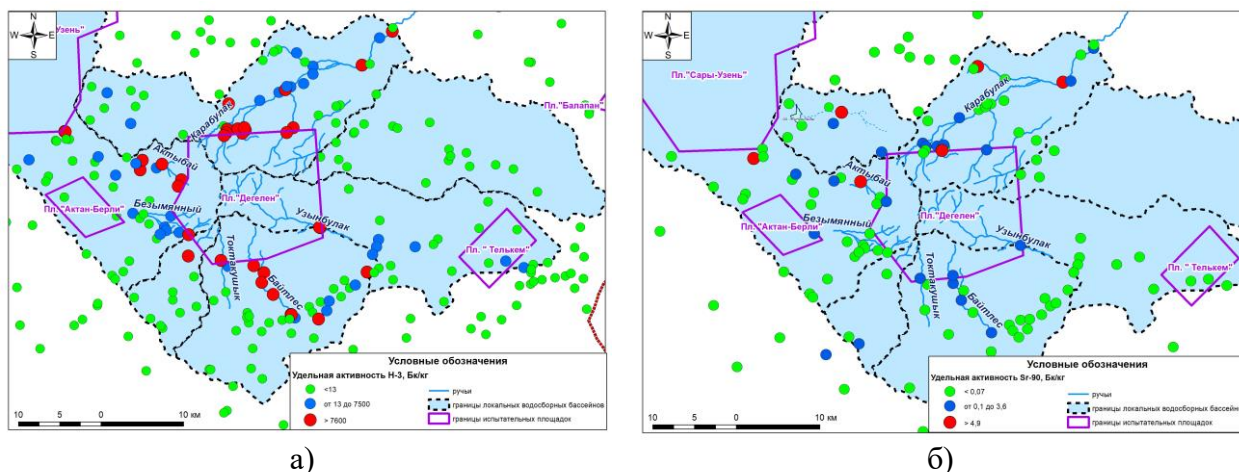 N
W E
S
Узень"
Карабулак
Пл."Балапан"
Актыбай
Безымянный
Пл. "Актан-Берли"
Пл."Дегелен"
Узынбулак
Пл. " Телькем"
Токтакушык
Байтлес
Условные обозначения
Удельная активность Н-3, Бк/кг
<13
от 13 до 7500
> 7600
ручьи
границы локальных водосборных бассейнов
границы испытательных площадок
10 5 0 10 км
а)
N
W E
S
Пл."Сары-Узень"
Карабулак
Актыбай
Безымянный
Пл. "Актан-Берли"
Пл."Дегелен"
Узынбулак
Пл. " Телькем"
Токтакушык
Байтлес
Условные обозначения
Удельная активность Sr-90, Бк/кг
< 0,07
от 0,1 до 3,6
> 4,9
ручьи
границы локальных водосборных бассейнов
границы испытательных площадок
10 5 0 10 км
б)